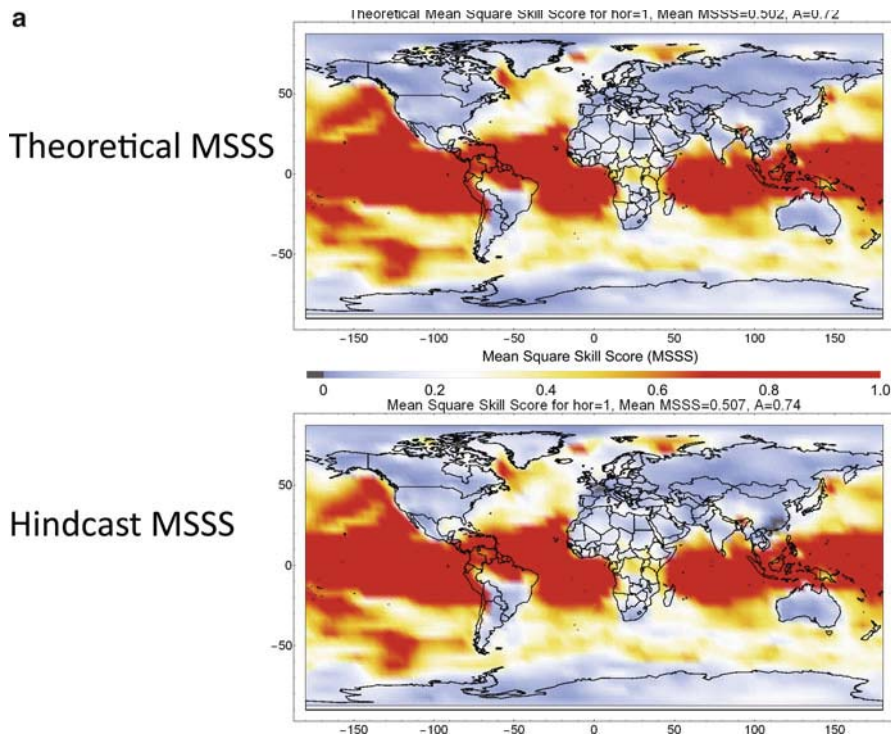 a
Theoretical Mean Square Skill Score for hor=1, Mean MSSS=0.502, A=0.72
Theoretical MSSS
50
0
−50
−150 −100 −50 0 50 100 150
Mean Square Skill Score (MSSS)
0 0.2 0.4 0.6 0.8 1.0
Mean Square Skill Score for hor=1, Mean MSSS=0.507, A=0.74
Hindcast MSSS
50
0
−50
−150 −100 −50 0 50 100 150